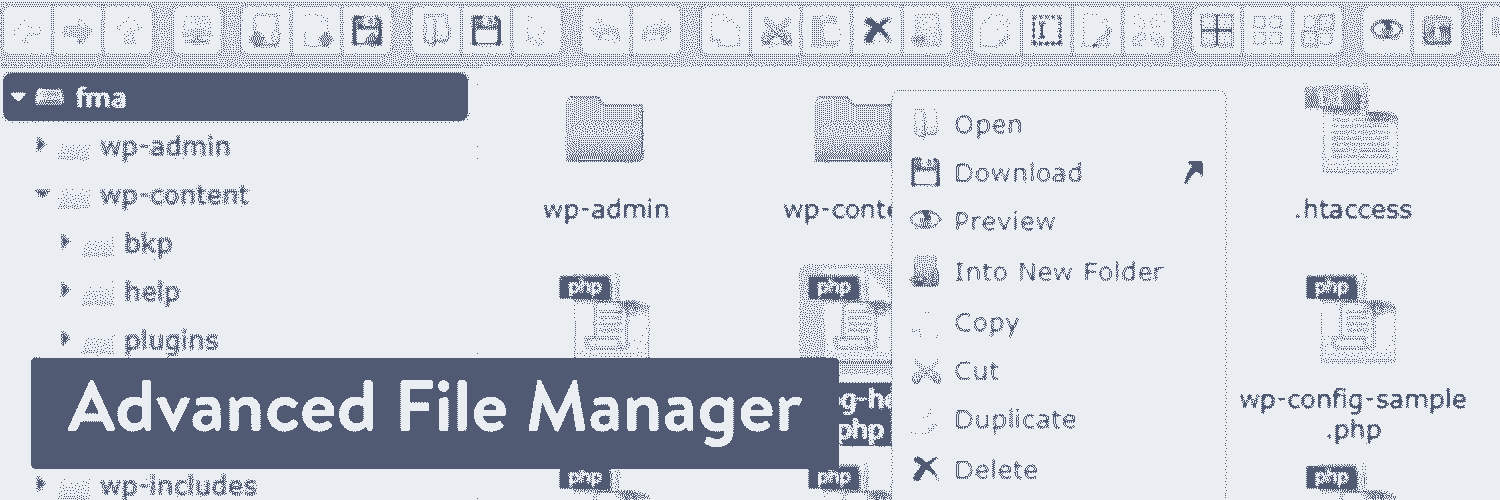 fma
wp-admin
wp-content
bkp
help
plugins
wp-includes
Advanced File Manager
wp-admin
wp-conte
.htaccess
php
php
php
g-he
php
wp-config-sample
.php
php
php
php
Open
Download
Preview
Into New Folder
Copy
Cut
Duplicate
Delete